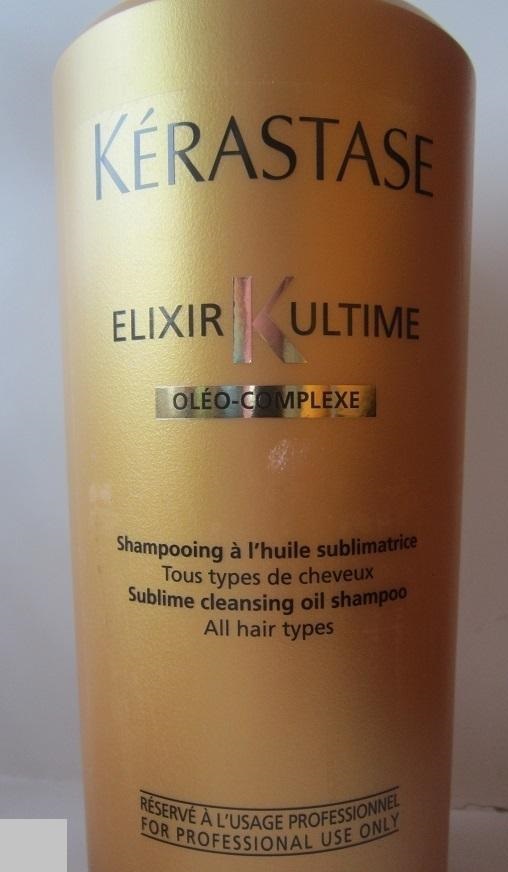 KÉRASTASE
ELIXIR K ULTIME
OLÉO-COMPLEXE
Shampooing à l'huile sublimatrice
Tous types de cheveux
Sublime cleansing oil shampoo
All hair types
RÉSERVÉ À L'USAGE PROFESSIONNEL
FOR PROFESSIONAL USE ONLY